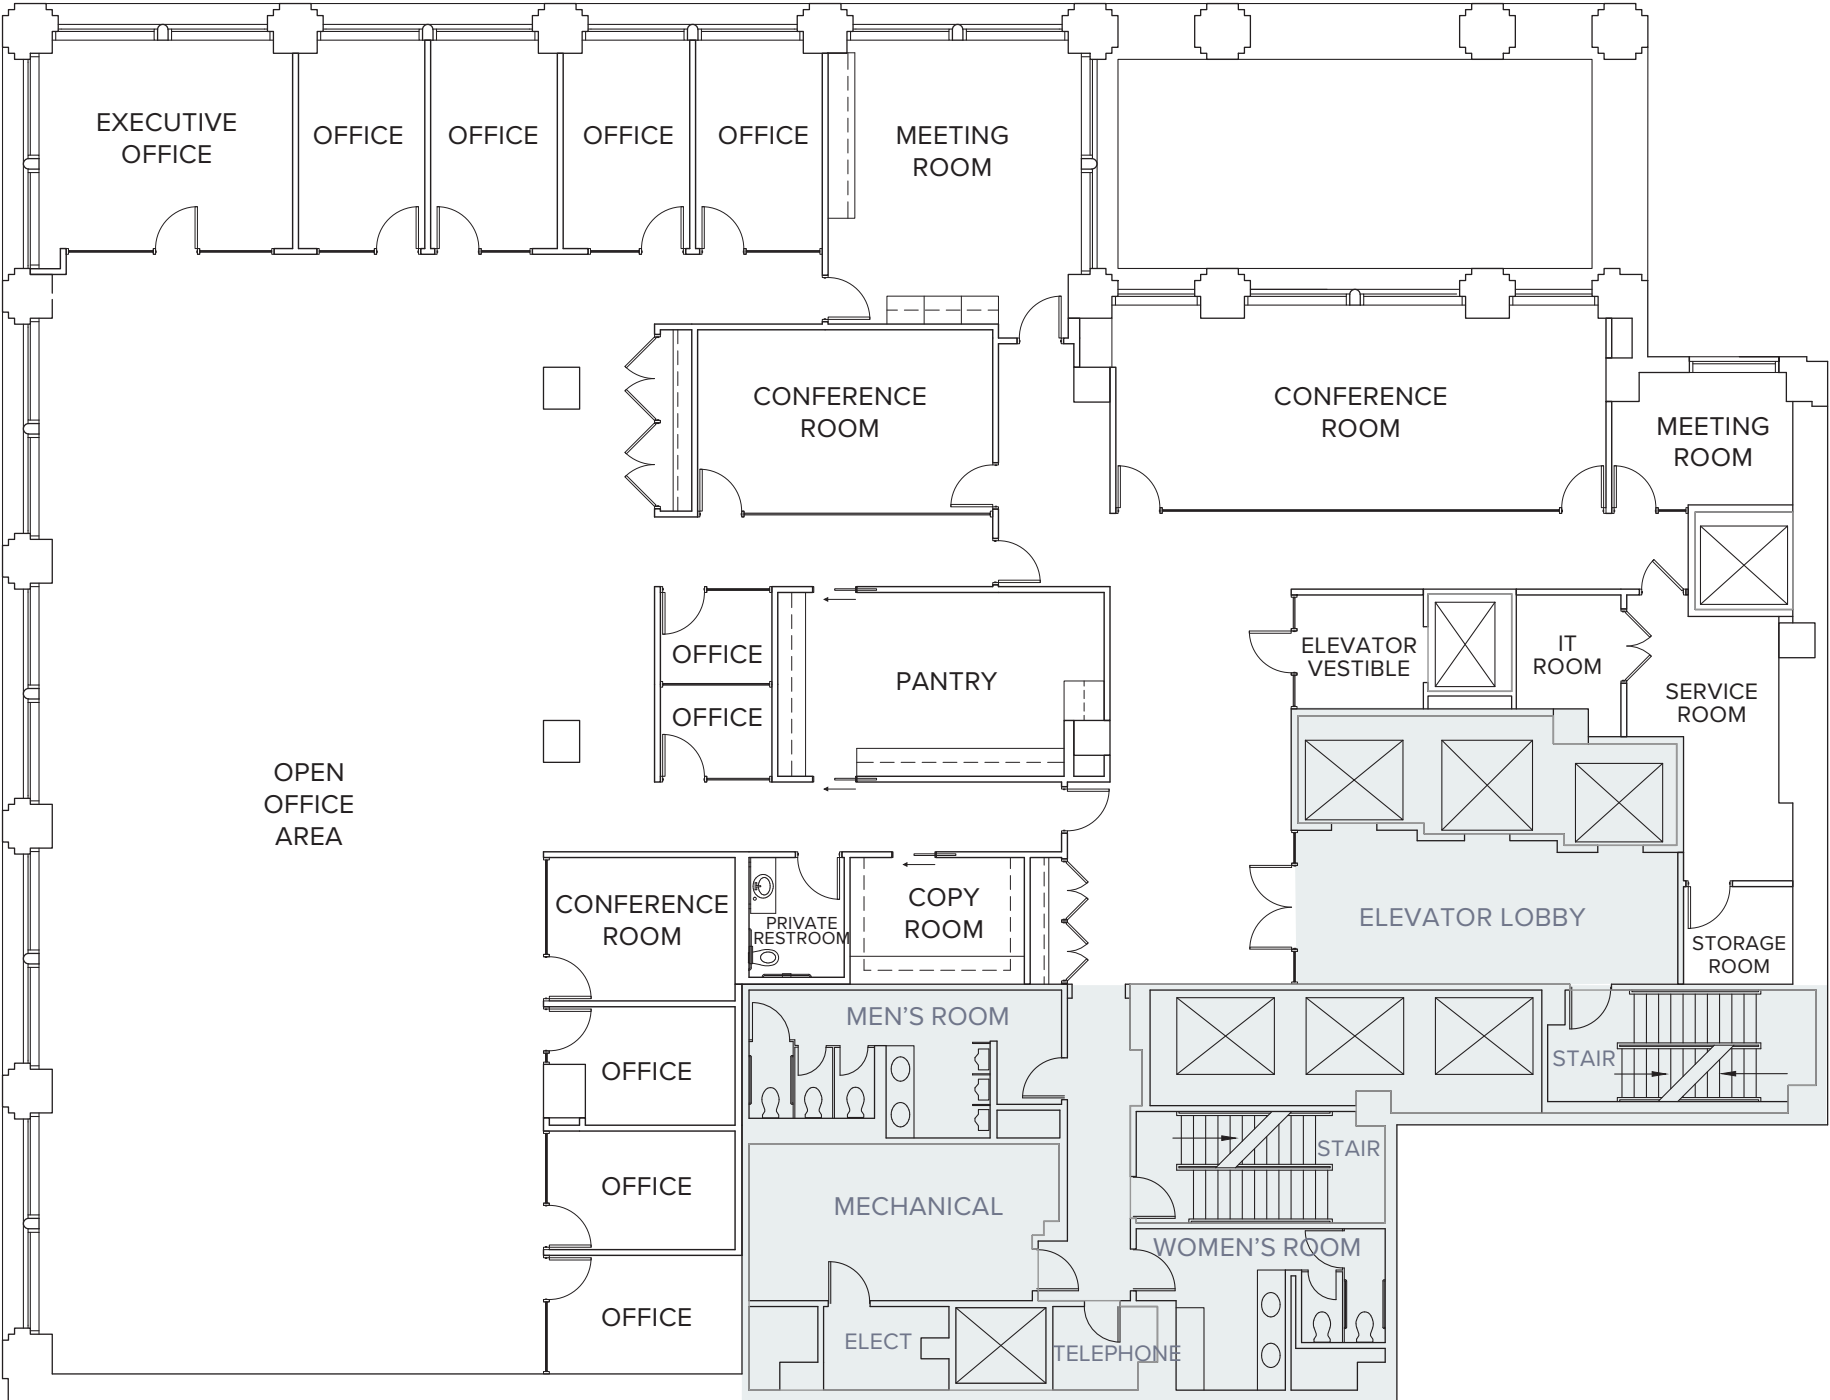 EXECUTIVE
OFFICE
OFFICE
OFFICE
OFFICE
OFFICE
MEETING
ROOM
CONFERENCE
ROOM
CONFERENCE
ROOM
MEETING
ROOM
OFFICE
OFFICE
PANTRY
ELEVATOR
VESTIBLE
IT
ROOM
SERVICE
ROOM
OPEN
OFFICE
AREA
CONFERENCE
ROOM
PRIVATE
RESTROOM
COPY
ROOM
ELEVATOR LOBBY
STORAGE
ROOM
MEN'S ROOM
OFFICE
STAIR
STAIR
OFFICE
MECHANICAL
WOMEN'S ROOM
OFFICE
ELECT
TELEPHONE